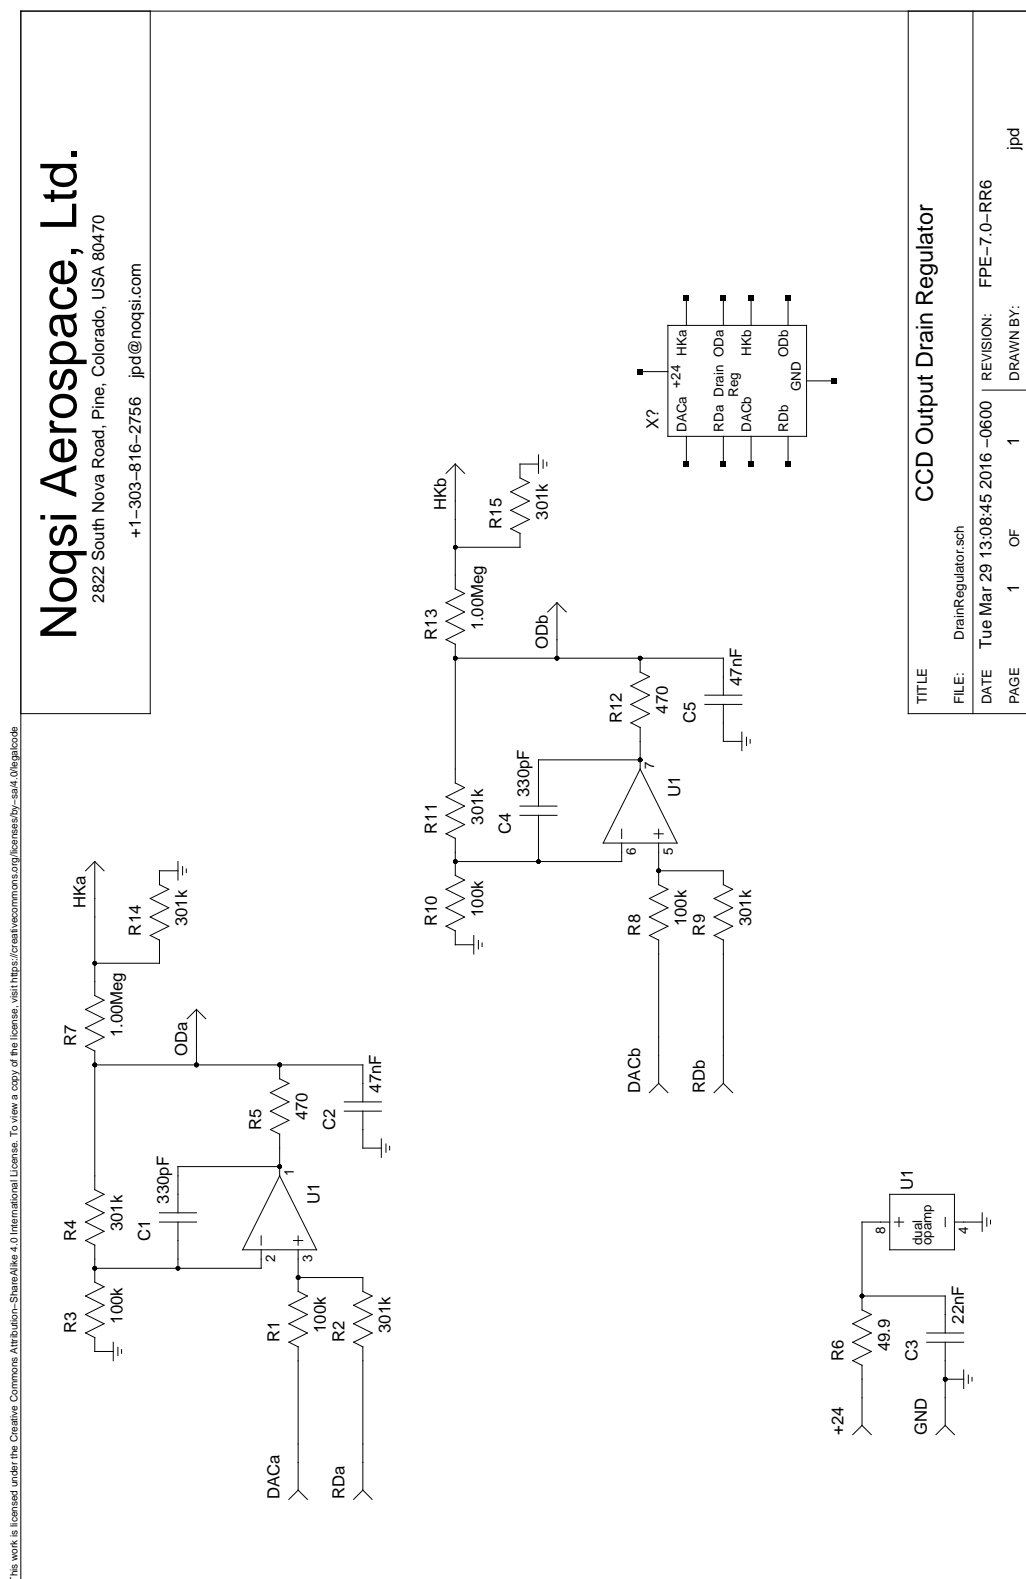 This work is licensed under the Creative Commons Attribution−ShareAlike 4.0 International License. To view a copy of the license, visit https://creativecommons.org/licenses/by−sa/4.0/legalcode
Noqsi Aerospace, Ltd.
2822 South Nova Road, Pine, Colorado, USA 80470
+1−303−816−2756 jpd@noqsi.com
R3
100k
R4
301k
R7
1.00Meg
HKa
R14
301k
C1
330pF
ODa
2
3
1
U1
R5
470
C2
47nF
DACa
R1
100k
RDa
R2
301k
R10
100k
R11
301k
R13
1.00Meg
HKb
R15
301k
C4
330pF
ODb
6
5
7
U1
R12
470
C5
47nF
DACb
R8
100k
RDb
R9
301k
X?
DACa +24 HKa
RDa Drain ODa
Reg
DACb HKb
RDb GND ODb
+24
R6
49.9
GND
C3
22nF
8
U1
dual
opamp
4
TITLE
CCD Output Drain Regulator
FILE: DrainRegulator.sch
DATE Tue Mar 29 13:08:45 2016 −0600 REVISION: FPE−7.0−RR6
PAGE 1 OF 1 DRAWN BY: jpd